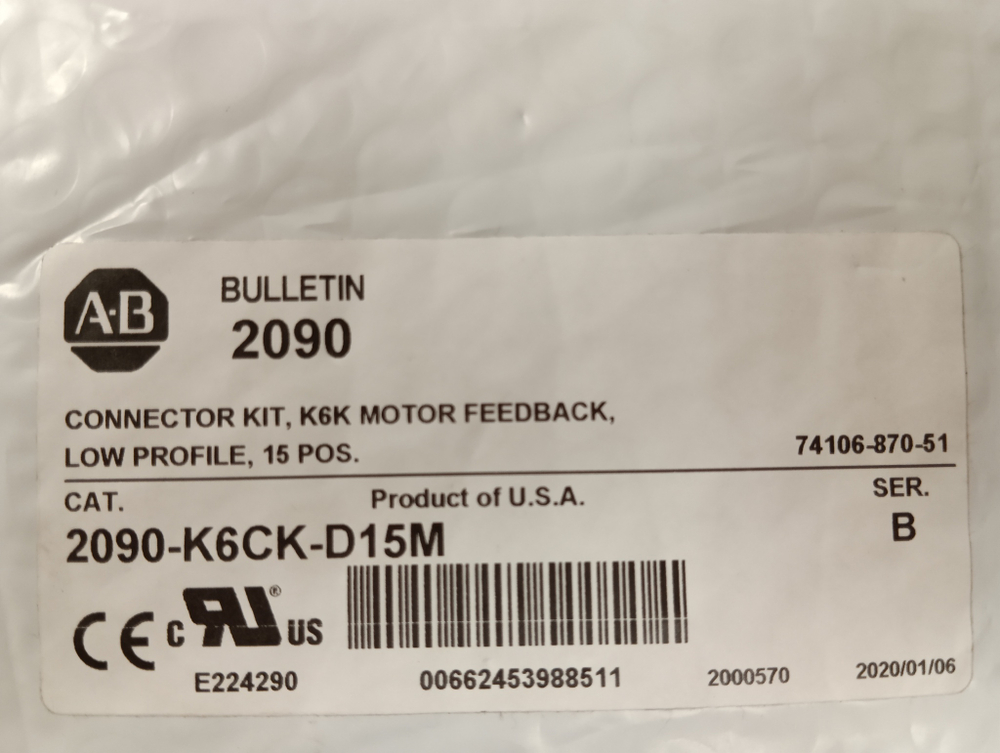 A·B
BULLETIN
2090
CONNECTOR KIT, K6K MOTOR FEEDBACK,
LOW PROFILE, 15 POS.
74106-870-51
CAT.
Product of U.S.A.
SER.
2090-K6CK-D15M
B
CE
C RU ® US
E224290
00662453988511
2000570
2020/01/06